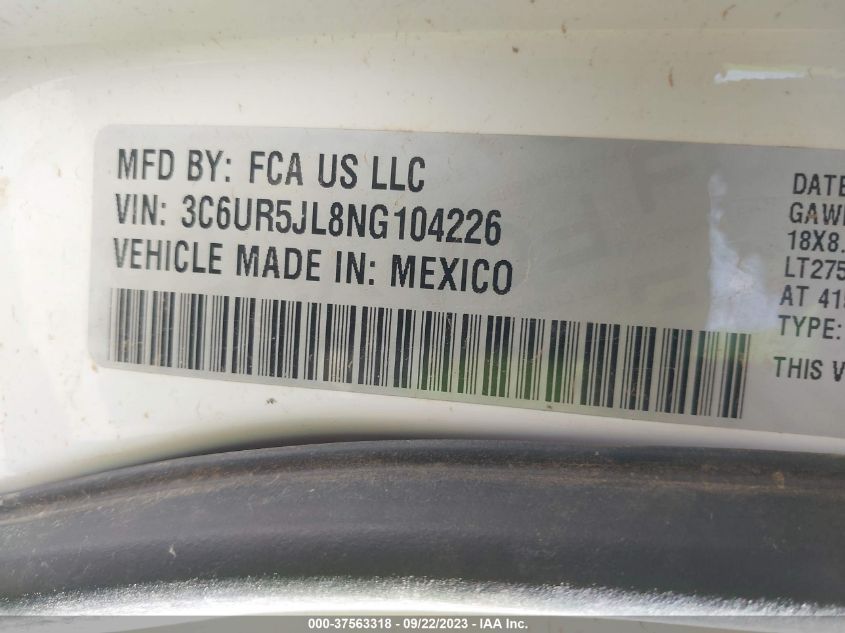 MFD BY: FCA US LLC
VIN: 3C6UR5JL8NG104226
VEHICLE MADE IN: MEXICO
DATE
GAW
18X8.
LT275
AT 41
TYPE:
THIS V
000-37563318 - 09/22/2023 - IAA Inc.